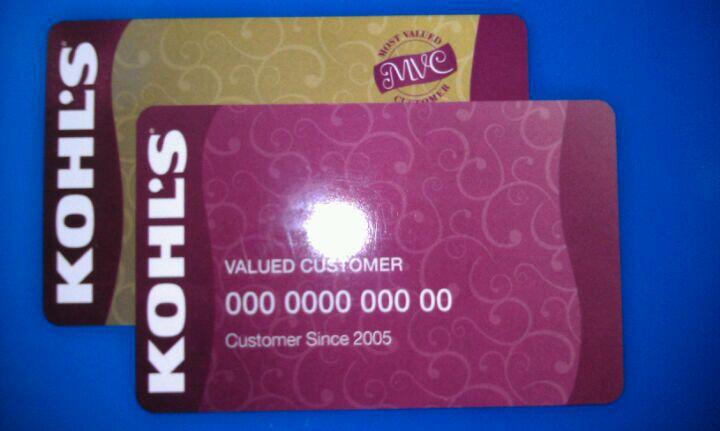 KOHL'S
MOST VALUED
MVC
CUSTOMER
KOHL'S
VALUED CUSTOMER
000 0000 000 00
Customer Since 2005